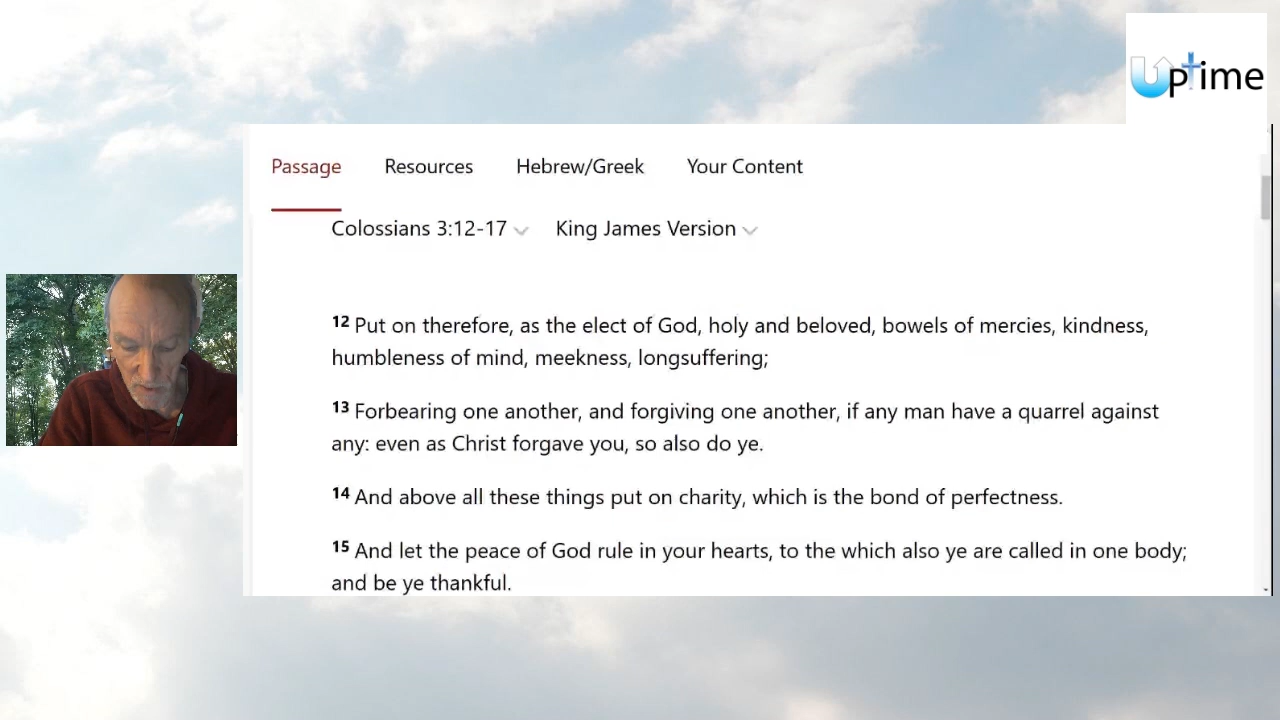 Uptime
Passage Resources Hebrew/Greek Your Content
Colossians 3:12-17 King James Version
12 Put on therefore, as the elect of God, holy and beloved, bowels of mercies, kindness,
humbleness of mind, meekness, longsuffering;
13 Forbearing one another, and forgiving one another, if any man have a quarrel against
any: even as Christ forgave you, so also do ye.
14 And above all these things put on charity, which is the bond of perfectness.
15 And let the peace of God rule in your hearts, to the which also ye are called in one body;
and be ye thankful.